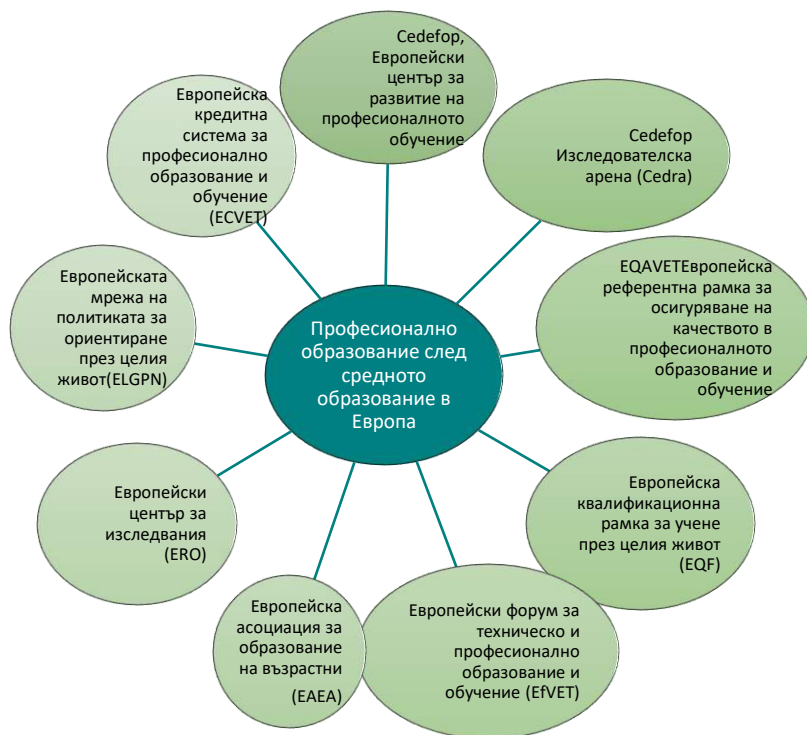 Cedefop,
Европейски
център за
развитие на
професионалното
обучение
Cedefop
Изследователска
арена (Cedra)
EQAVETЕвропейска
референтна рамка за
осигуряване на
качеството в
професионалното
образование и
обучение
Европейска
квалификационна
рамка за учене
през целия живот
(EQF)
Европейски форум за
техническо и
професионално
образование и
обучение (EfVET)
Европейска
асоциация за
образование
на възрастни
(EAEA)
Европейски
център за
изследвания
(ERO)
Европейската
мрежа на
политиката за
ориентиране
през целия
живот(ELGPN)
Европейска
кредитна
система за
професионално
образование и
обучение
(ECVET)
Професионално
образование след
средното
образование в
Европа